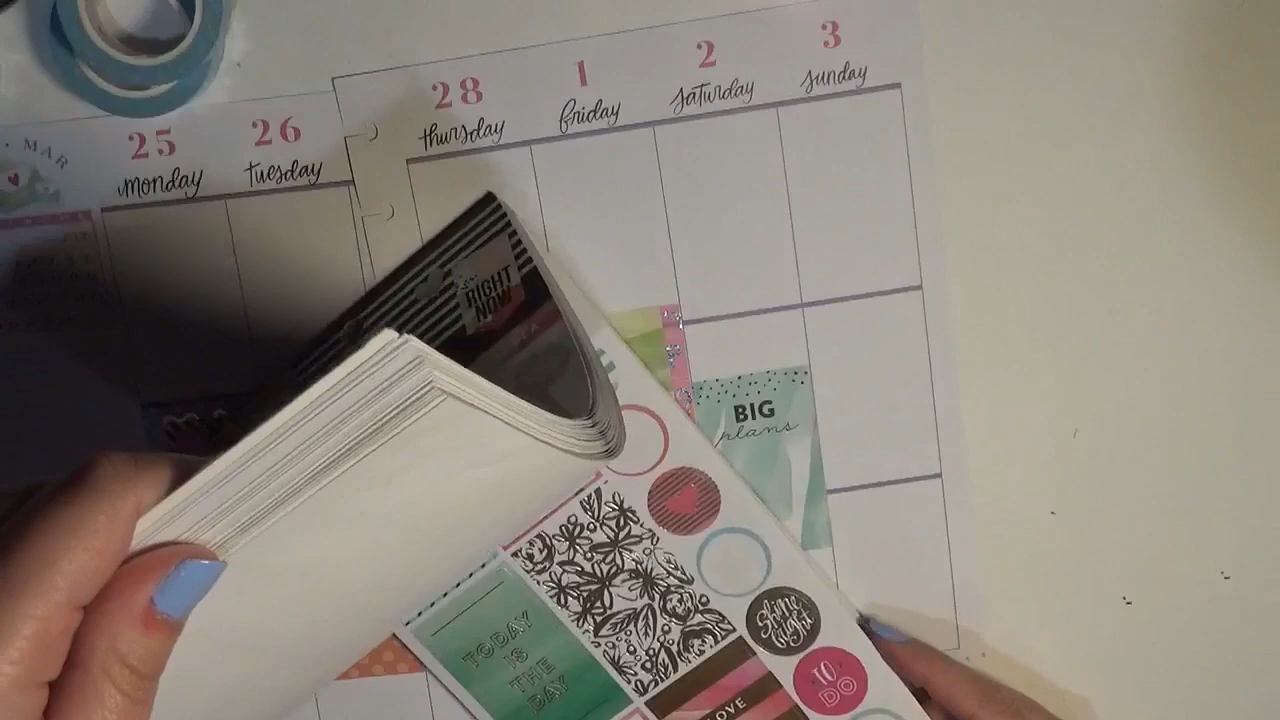 28 1 2 3
thursday friday saturday sunday
MAR 25 26
monday tuesday
RIGHT
NOW
BIG
plans
TODAY
IS
THE
DAY
Shine
bright
TO
DO
LOVE